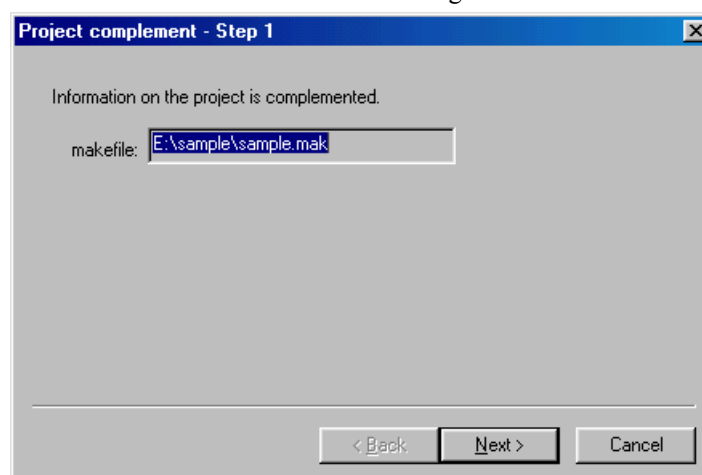 Project complement - Step 1
Information on the project is complemented.
makefile: E:\sample\sample.mak
< Back Next > Cancel